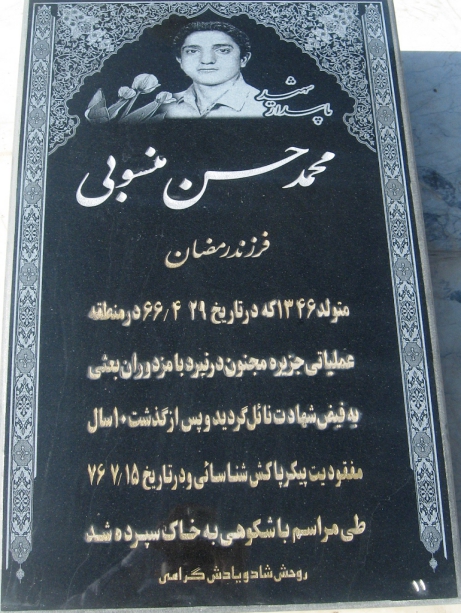 شهید
پاسدار
محمد حسن منسوبی
فرزند رمضان
متولد ۱۳۴۶ که در تاریخ ۲۹ ۶۶/۴ در منطقه
عملیاتی جزیره مجنون در نبرد با مزدوران بعثی
به فیض شهادت نائل گردید و پس از گذشت ۱۰ سال
مفقودیت پیکر پاکش شناسائی و در تاریخ ۷/۱۵ ۷۶
طی مراسم باشکوهی به خاک سپرده شد
روحش شاد و یادش گرامی
۱۱